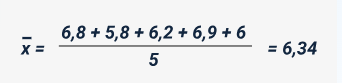 x̅ = 6,8 + 5,8 + 6,2 + 6,9 + 6 / 5 = 6,34